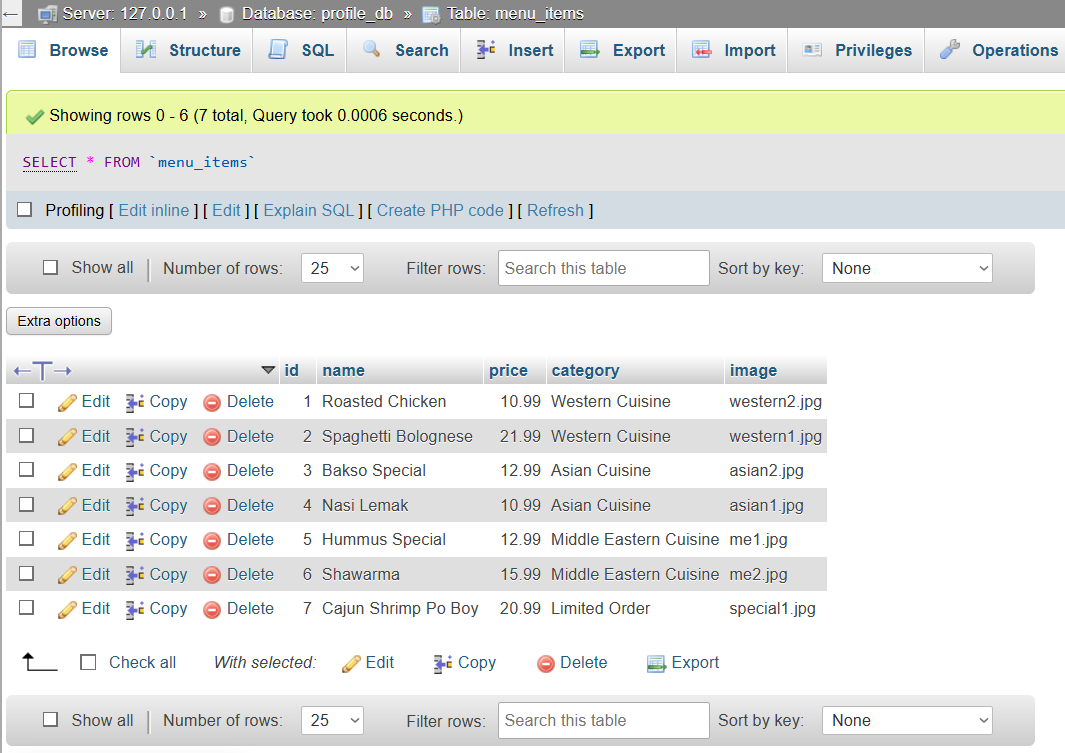 Server: 127.0.0.1 » Database: profile_db » Table: menu_items
Browse Structure SQL Search Insert Export Import Privileges Operations
Showing rows 0 - 6 (7 total, Query took 0.0006 seconds.)
SELECT * FROM `menu_items`
Profiling [ Edit inline ] [ Edit ] [ Explain SQL ] [ Create PHP code ] [ Refresh ]
Show all | Number of rows: 25 Filter rows: Search this table Sort by key: None
Extra options
id name price category image
Edit Copy Delete 1 Roasted Chicken 10.99 Western Cuisine western2.jpg
Edit Copy Delete 2 Spaghetti Bolognese 21.99 Western Cuisine western1.jpg
Edit Copy Delete 3 Bakso Special 12.99 Asian Cuisine asian2.jpg
Edit Copy Delete 4 Nasi Lemak 10.99 Asian Cuisine asian1.jpg
Edit Copy Delete 5 Hummus Special 12.99 Middle Eastern Cuisine me1.jpg
Edit Copy Delete 6 Shawarma 15.99 Middle Eastern Cuisine me2.jpg
Edit Copy Delete 7 Cajun Shrimp Po Boy 20.99 Limited Order special1.jpg
Check all With selected: Edit Copy Delete Export
Show all | Number of rows: 25 Filter rows: Search this table Sort by key: None